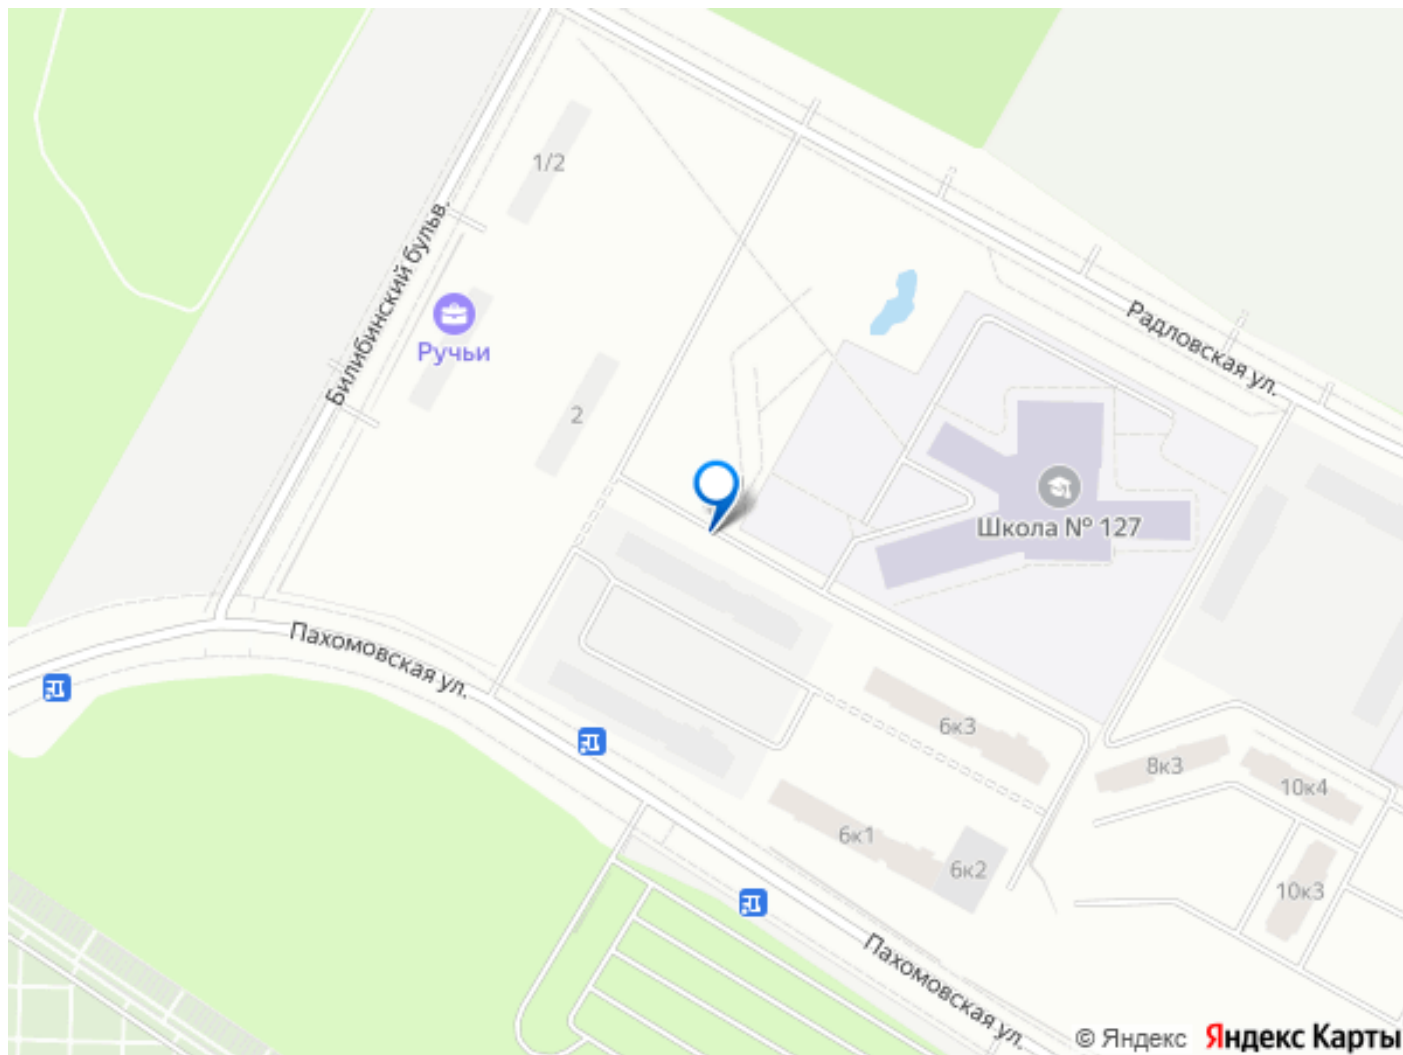 1/2
Билибинский бульв.
Ручьи
2
Радловская ул.
Школа № 127
Пахомовская ул.
6к3
8к3
10к4
6к1
6к2
10к3
Пахомовская ул.
© Яндекс Яндекс Карты